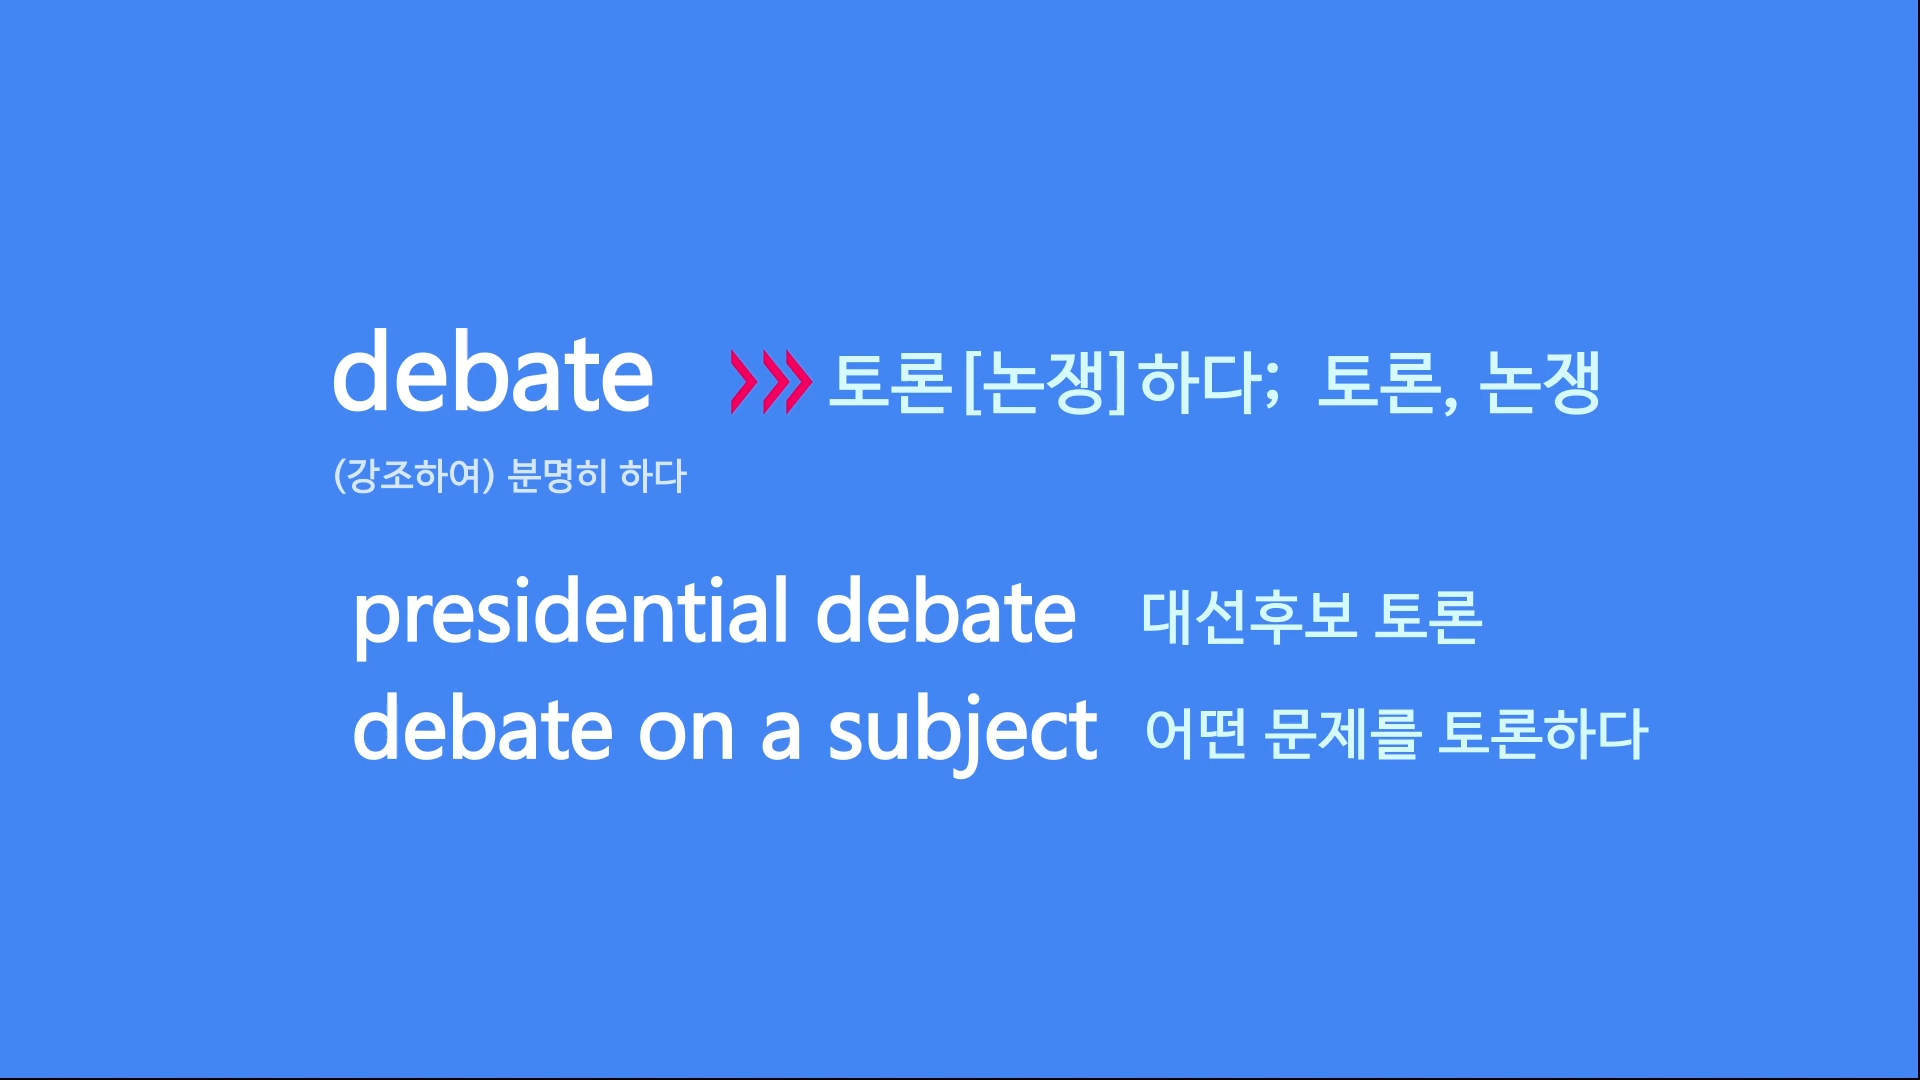 debate 토론[논쟁]하다; 토론, 논쟁
(강조하여) 분명히 하다
presidential debate 대선후보 토론
debate on a subject 어떤 문제를 토론하다